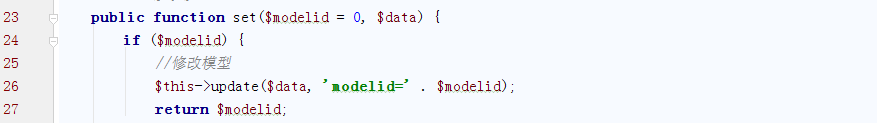 23 public function set($modelid = 0, $data) {
24 if ($modelid) {
25 //修改模型
26 $this->update($data, 'modelid=' . $modelid);
27 return $modelid;